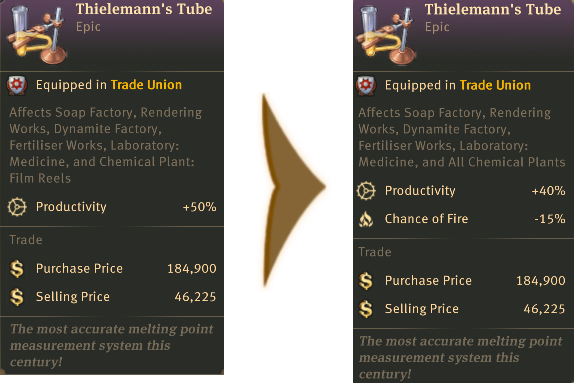 Thielemann's Tube
Epic
Equipped in Trade Union
Affects Soap Factory, Rendering
Works, Dynamite Factory,
Fertiliser Works, Laboratory:
Medicine, and Chemical Plant:
Film Reels
Productivity +50%
Trade
Purchase Price 184,900
Selling Price 46,225
The most accurate melting point
measurement system this
century!
Thielemann's Tube
Epic
Equipped in Trade Union
Affects Soap Factory, Rendering
Works, Dynamite Factory,
Fertiliser Works, Laboratory:
Medicine, and All Chemical Plants
Productivity +40%
Chance of Fire -15%
Trade
Purchase Price 184,900
Selling Price 46,225
The most accurate melting point
measurement system this
century!